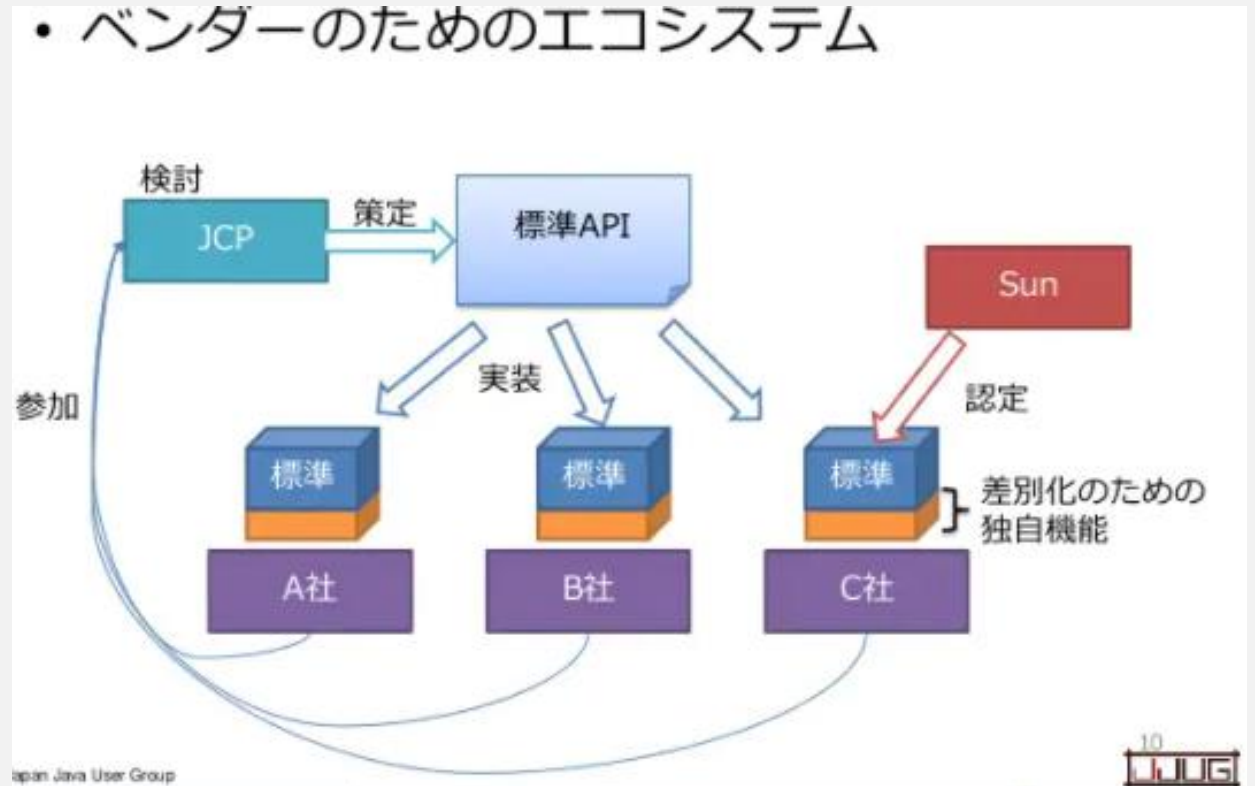 • ベンダーのためのエコシステム
検討
JCP
策定
標準API
Sun
実装
認定
参加
標準
標準
標準
差別化のための
独自機能
A社
B社
C社
10
apan Java User Group
JJUG